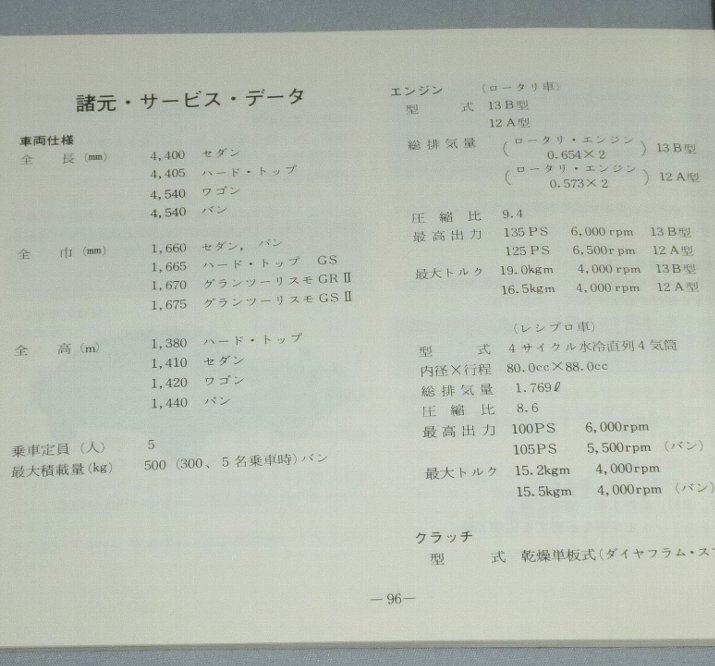 諸元・サービス・データ
車両仕様
全長(mm) 4,400 セダン
4,405 ハード・トップ
4,540 ワゴン
4,540 バン
全巾(mm) 1,660 セダン, バン
1,665 ハード・トップ GS
1,670 グランツーリスモGRⅡ
1,675 グランツーリスモGSⅡ
全高(m) 1,380 ハード・トップ
1,410 セダン
1,420 ワゴン
1,440 バン
乗車定員(人) 5
最大積載量(kg) 500(300、5名乗車時)バン
エンジン (ロータリ車)
型式 13B型
12A型
総排気量 (ロータリ・エンジン 0.654×2) 13B型
(ロータリ・エンジン 0.573×2) 12A型
圧縮比 9.4
最高出力 135PS 6,000rpm 13B型
125PS 6,500rpm 12A型
最大トルク 19.0kgm 4,000rpm 13B型
16.5kgm 4,000rpm 12A型
(レシプロ車)
型式 4サイクル水冷直列4気筒
内径×行程 80.0cc×88.0cc
総排気量 1.769ℓ
圧縮比 8.6
最高出力 100PS 6,000rpm
105PS 5,500rpm (バン)
最大トルク 15.2kgm 4,000rpm
15.5kgm 4,000rpm (バン)
クラッチ
型式 乾燥単板式(ダイヤフラム・ス
—96—